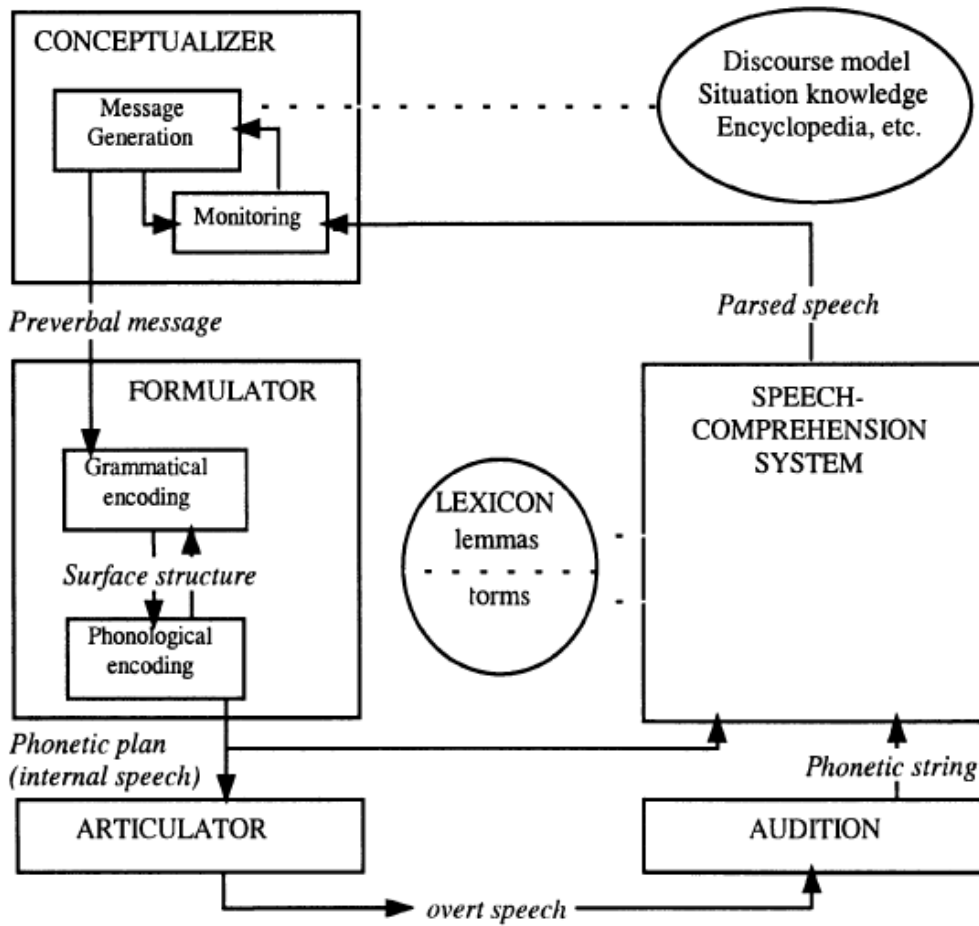 CONCEPTUALIZER
Message
Generation
Monitoring
Discourse model
Situation knowledge
Encyclopedia, etc.
Preverbal message
Parsed speech
FORMULATOR
Grammatical
encoding
Surface structure
Phonological
encoding
LEXICON
lemmas
torms
SPEECH-
COMPREHENSION
SYSTEM
Phonetic plan
(internal speech)
Phonetic string
ARTICULATOR
AUDITION
overt speech